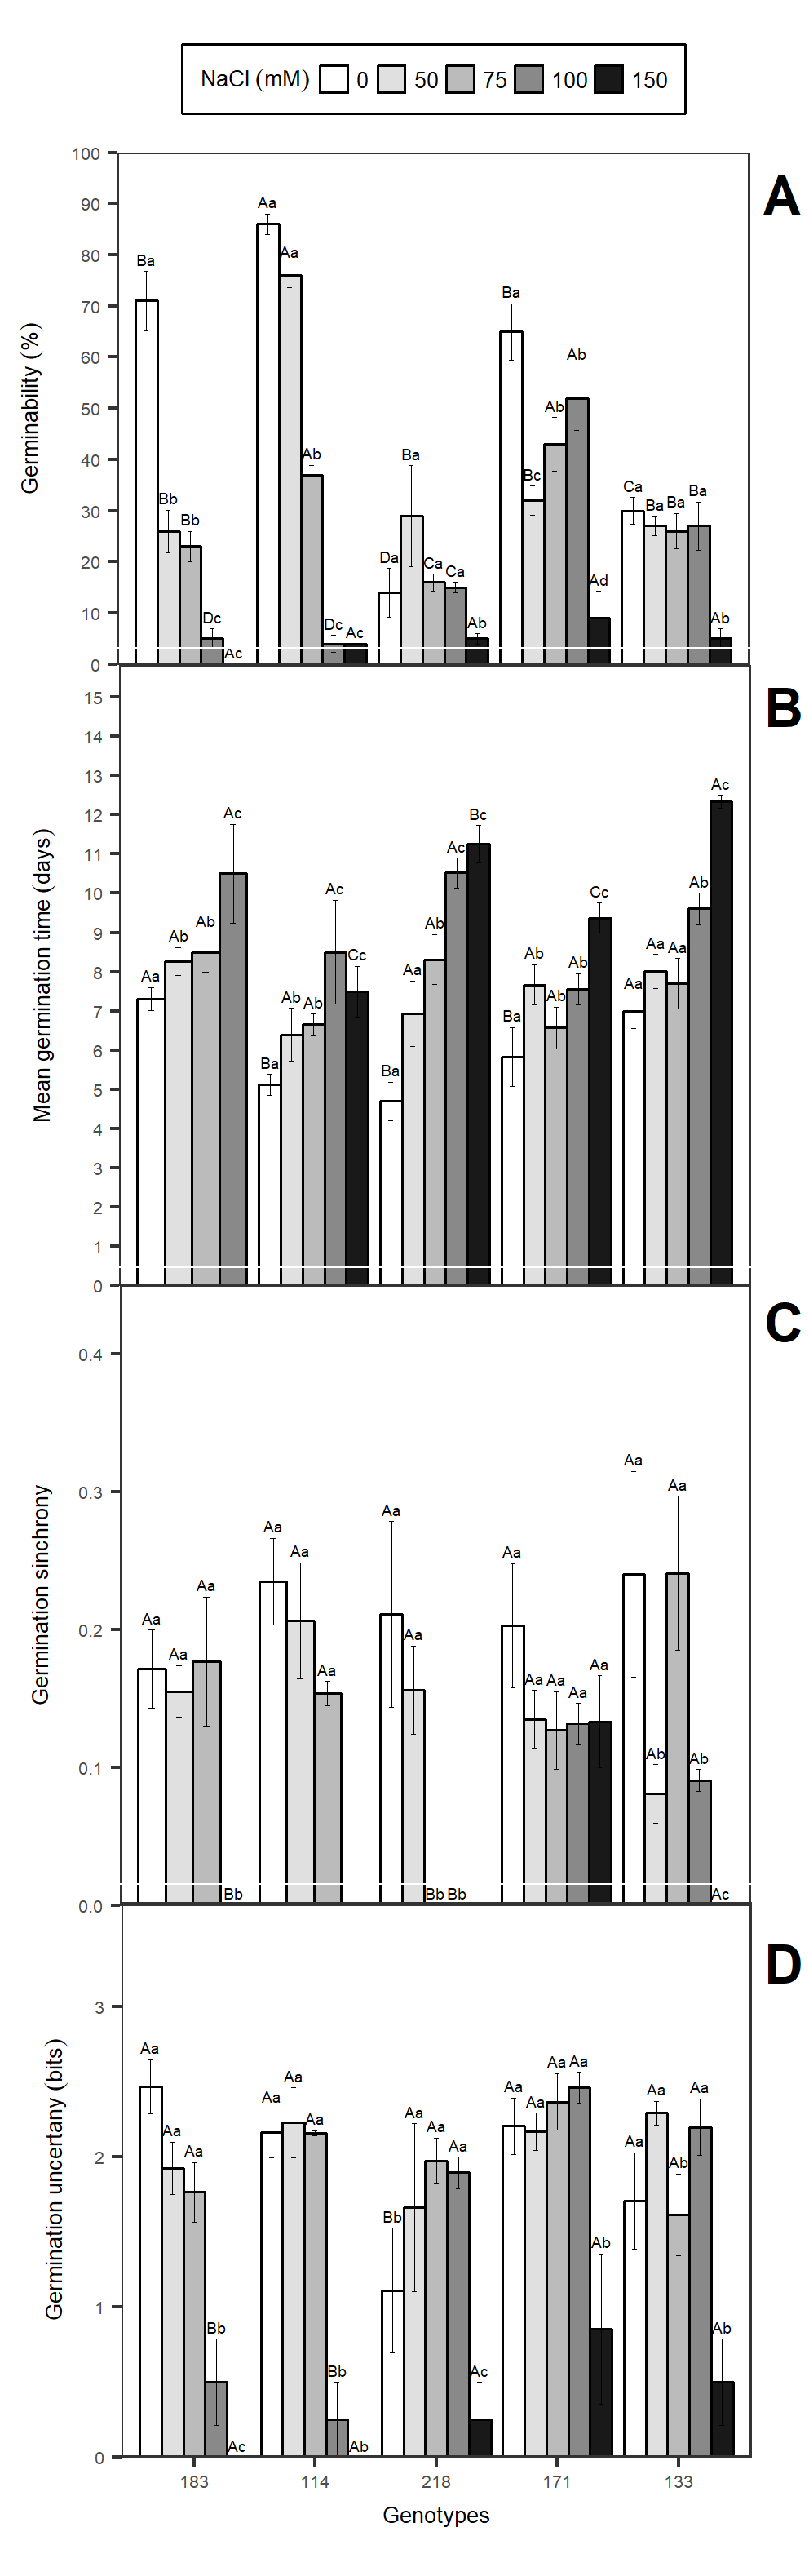 NaCl (mM) 0 50 75 100 150
A
Germinability (%)
100
90
80
70
60
50
40
30
20
10
0
Ba Bb Bb Dc Ac
Aa Aa Ab Dc Ac
Da Ba Ca Ca Ab
Ba Bc Ab Ab Ad
Ca Ba Ba Ba Ab
B
Mean germination time (days)
15
14
13
12
11
10
9
8
7
6
5
4
3
2
1
0
Aa Ab Ab Ac
Ba Ab Ab Ac Cc
Ba Aa Ab Ac Bc
Ba Ab Ab Ab Cc
Aa Aa Aa Ab Ac
C
Germination sinchrony
0.4
0.3
0.2
0.1
0.0
Aa Aa Aa Bb
Aa Aa Aa
Aa Aa Bb Bb
Aa Aa Aa Aa Aa
Aa Ab Aa Ab Ac
D
Germination uncertany (bits)
3
2
1
0
Aa Aa Aa Bb Ac
Aa Aa Aa Bb Ab
Bb Aa Aa Aa Ac
Aa Aa Aa Aa Ab
Aa Aa Ab Aa Ab
183 114 218 171 133
Genotypes